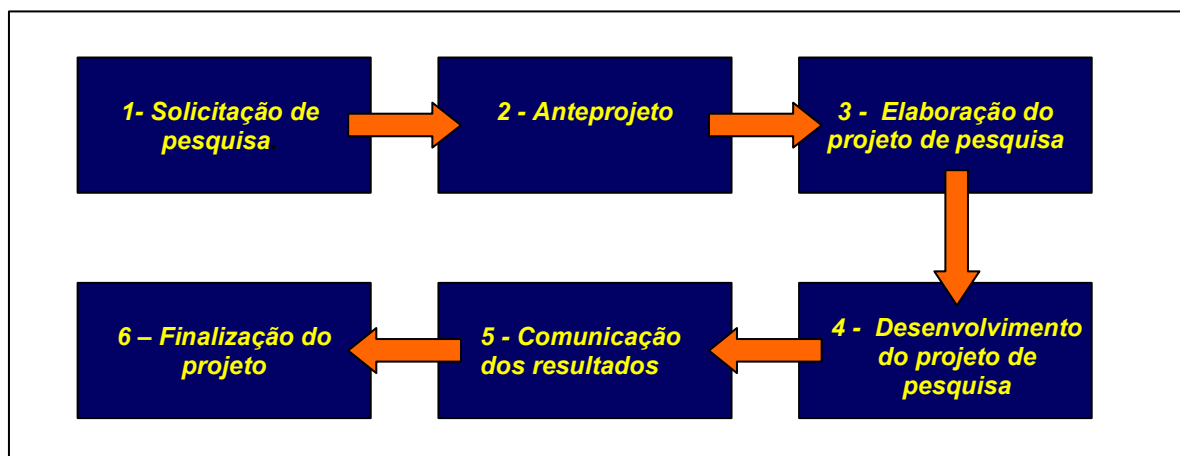 1- Solicitação de
pesquisa
2 - Anteprojeto
3 -  Elaboração do
projeto de pesquisa
4 -  Desenvolvimento
do projeto de
pesquisa
5 - Comunicação
dos resultados
6 – Finalização do
projeto